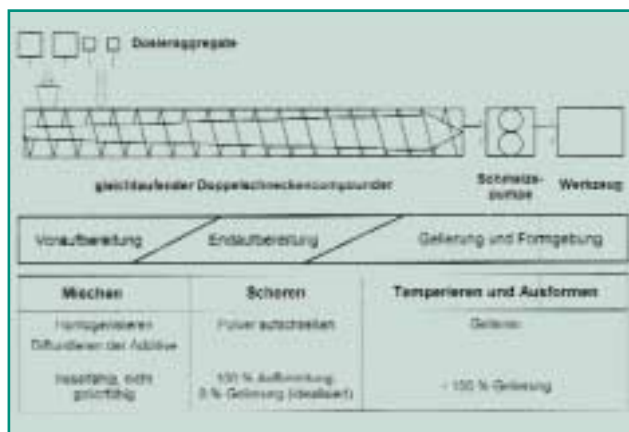 Dosieraggregate
gleichlaufender Doppelschneckencompounder
Schmelze-
pumpe
Werkzeug
Voraufbereitung
Endaufbereitung
Gelierung und Formgebung
Mischen
Scheren
Temperieren und Ausformen
Homogenisieren
Diffundieren der Additive
Pulver aufschließen
Gelieren
rieselfähig, nicht
100 % Aufbereitung
0 % Gelierung (idealisiert)
100 % Gelierung